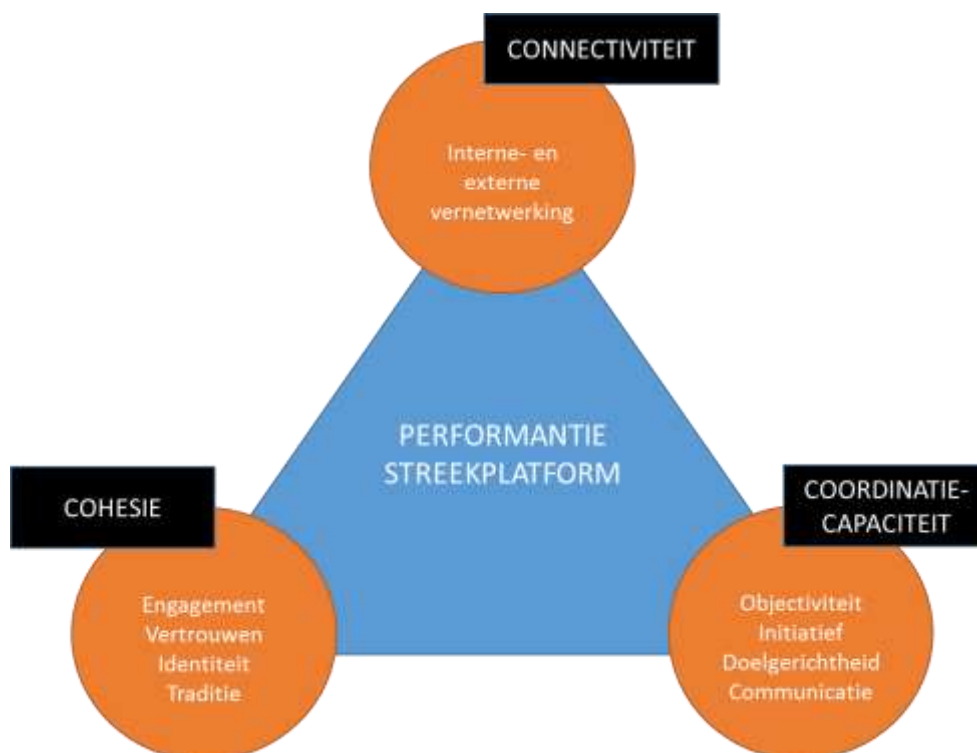 CONNECTIVITEIT
Interne- en
externe
vernetwerking
PERFORMANTIE
STREEKPLATFORM
COHESIE
Engagement
Vertrouwen
Identiteit
Traditie
COORDINATIE-
CAPACITEIT
Objectiviteit
Initiatief
Doelgerichtheid
Communicatie